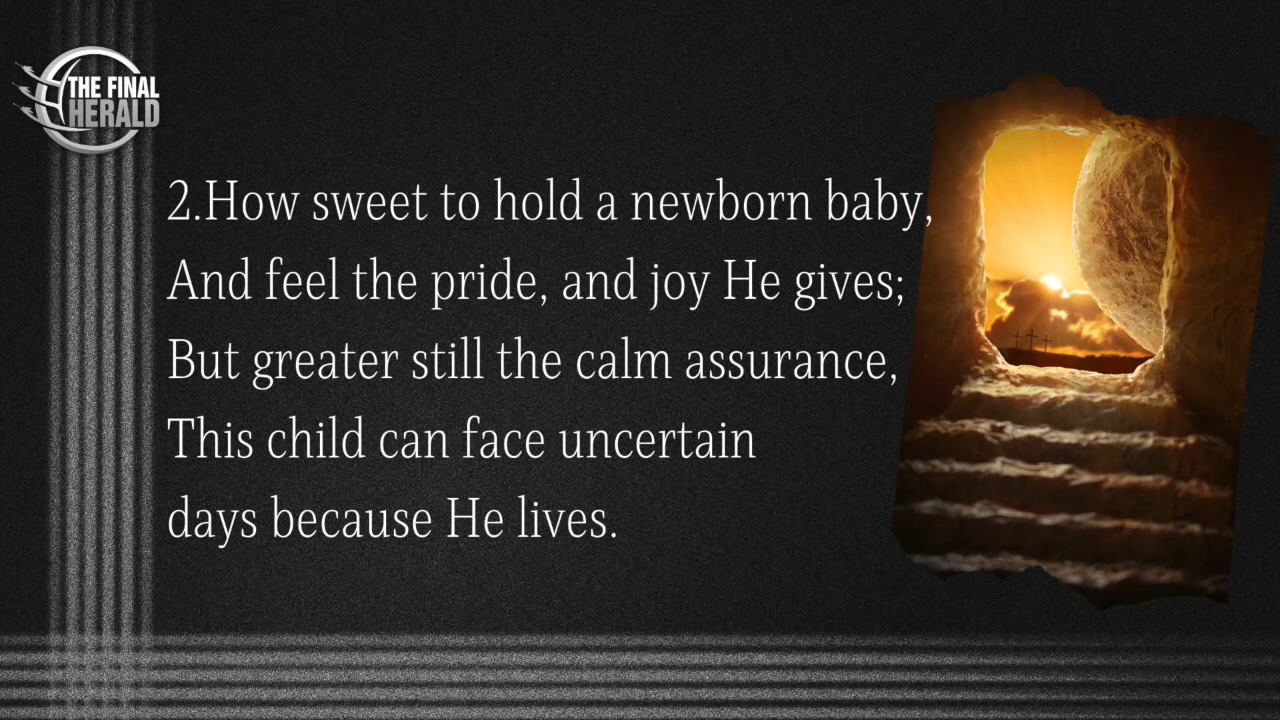 THE FINAL
HERALD
2.How sweet to hold a newborn baby,
And feel the pride, and joy He gives;
But greater still the calm assurance,
This child can face uncertain
days because He lives.